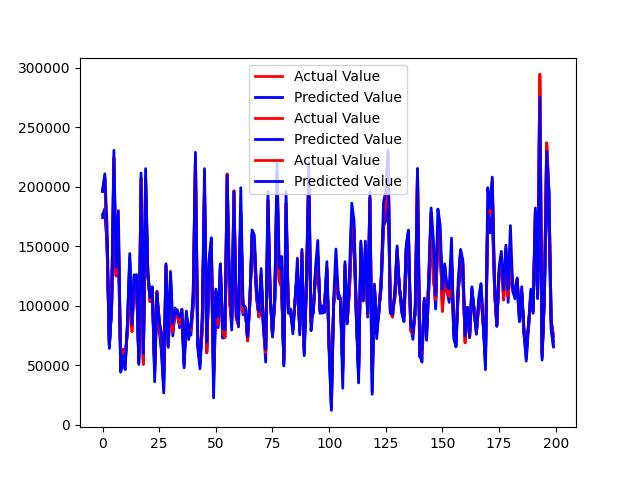 300000
250000
200000
150000
100000
50000
0
Actual Value
Predicted Value
Actual Value
Predicted Value
Actual Value
Predicted Value
0 25 50 75 100 125 150 175 200